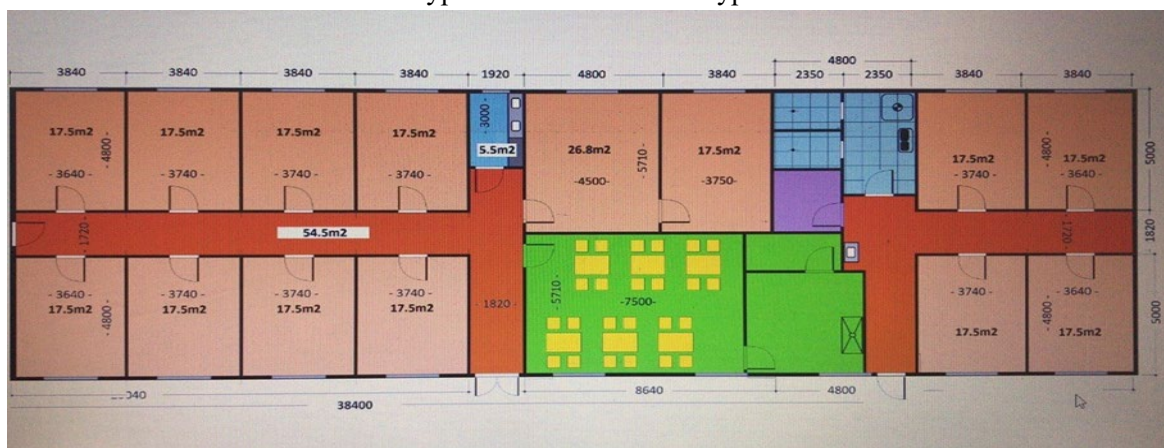 4800
3840 3840 3840 3840 1920 4800 3840 2350 2350 3840 3840
17.5m2 17.5m2 17.5m2 17.5m2 - 3000 - 26.8m2 17.5m2 17.5m2 17.5m2
5.5m2
- 4800 - - 5710 - - 4800 - 5000
- 3640 - - 3740 - - 3740 - - 3740 - -4500- -3750- - 3740 - - 3640 -
54.5m2
- 1720 - - 1720 - 1820
- 3640 - - 3740 - - 3740 - - 3740 - - 1820 - - 5710 - -7500- - 3740 - - 3640 -
17.5m2 17.5m2 17.5m2 17.5m2 17.5m2 17.5m2
- 4800 - - 4800 - 5000
8640 4800
38400